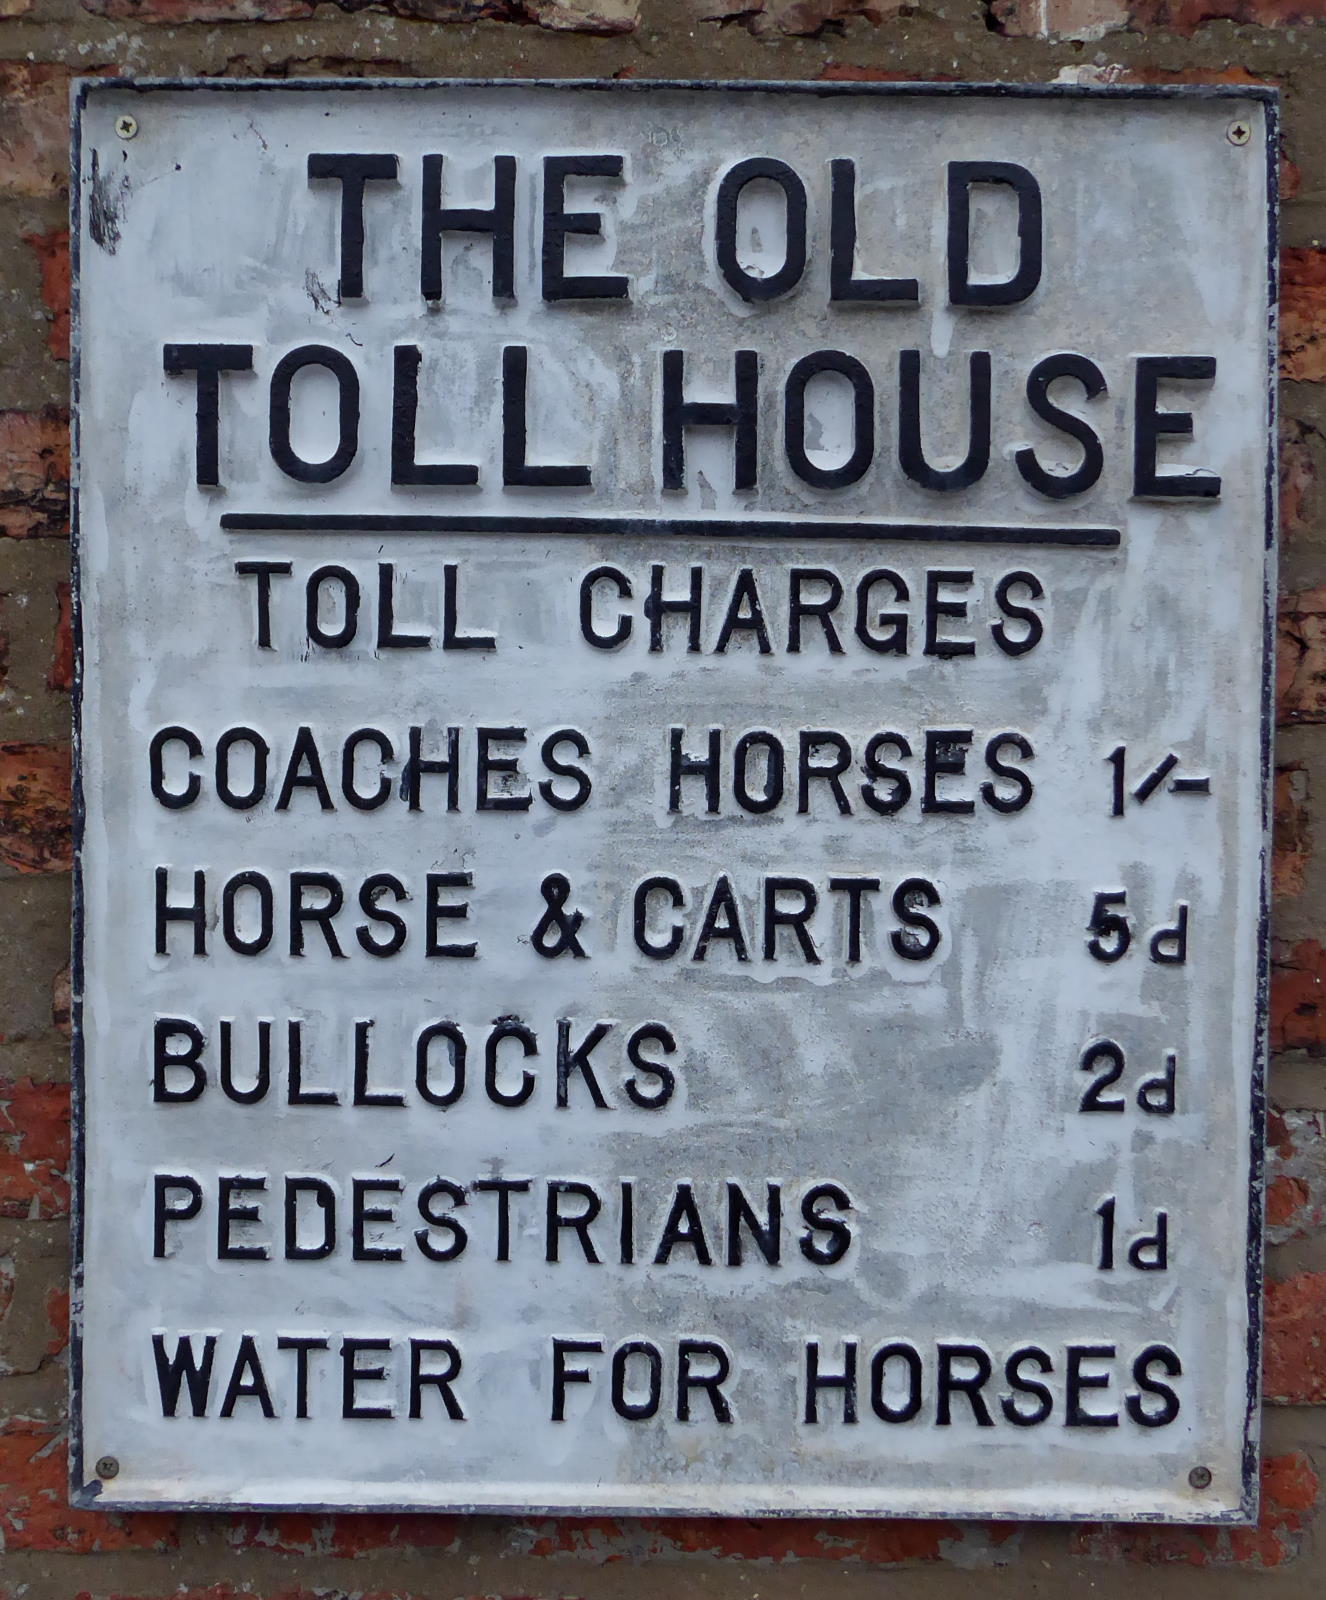 THE OLD
TOLL HOUSE
TOLL CHARGES
COACHES HORSES 1/-
HORSE & CARTS 5d
BULLOCKS 2d
PEDESTRIANS 1d
WATER FOR HORSES